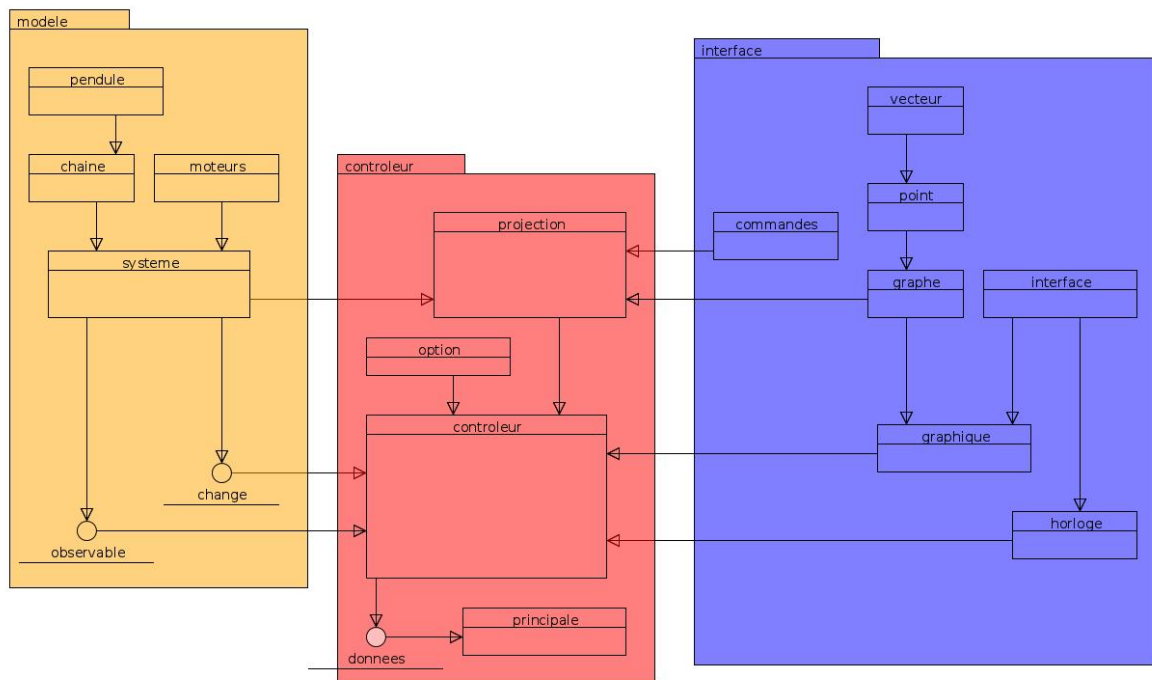 modele
pendule
chaine
moteurs
systeme
change
observable
controleur
projection
option
controleur
principale
donnees
interface
vecteur
point
commandes
graphe
interface
graphique
horloge